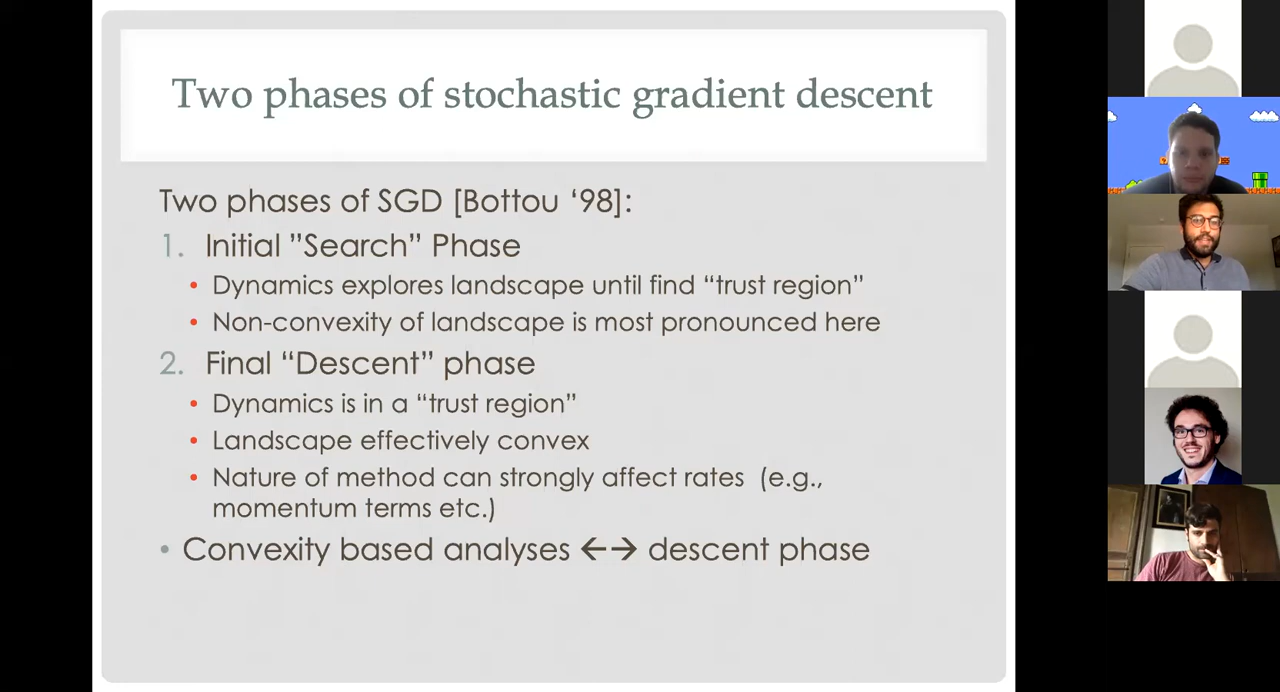 Two phases of stochastic gradient descent
Two phases of SGD [Bottou ‘98]:
1. Initial ”Search” Phase
• Dynamics explores landscape until find “trust region”
• Non-convexity of landscape is most pronounced here
2. Final “Descent” phase
• Dynamics is in a “trust region”
• Landscape effectively convex
• Nature of method can strongly affect rates (e.g.,
momentum terms etc.)
• Convexity based analyses ←→ descent phase